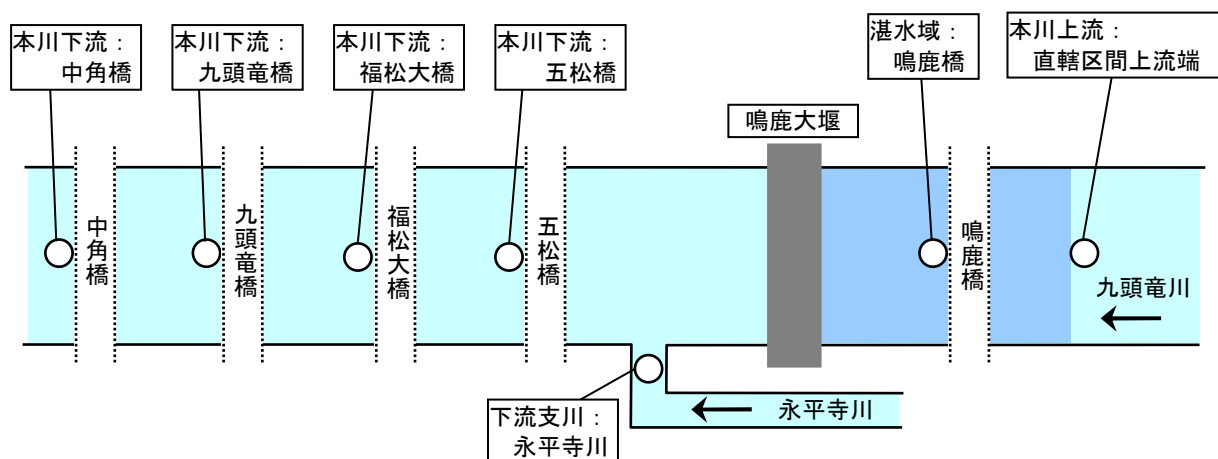 本川下流：
中角橋
本川下流：
九頭竜橋
本川下流：
福松大橋
本川下流：
五松橋
湛水域：
鳴鹿橋
本川上流：
直轄区間上流端
鳴鹿大堰
中角橋
九頭竜橋
福松大橋
五松橋
鳴鹿橋
九頭竜川
下流支川：
永平寺川
永平寺川